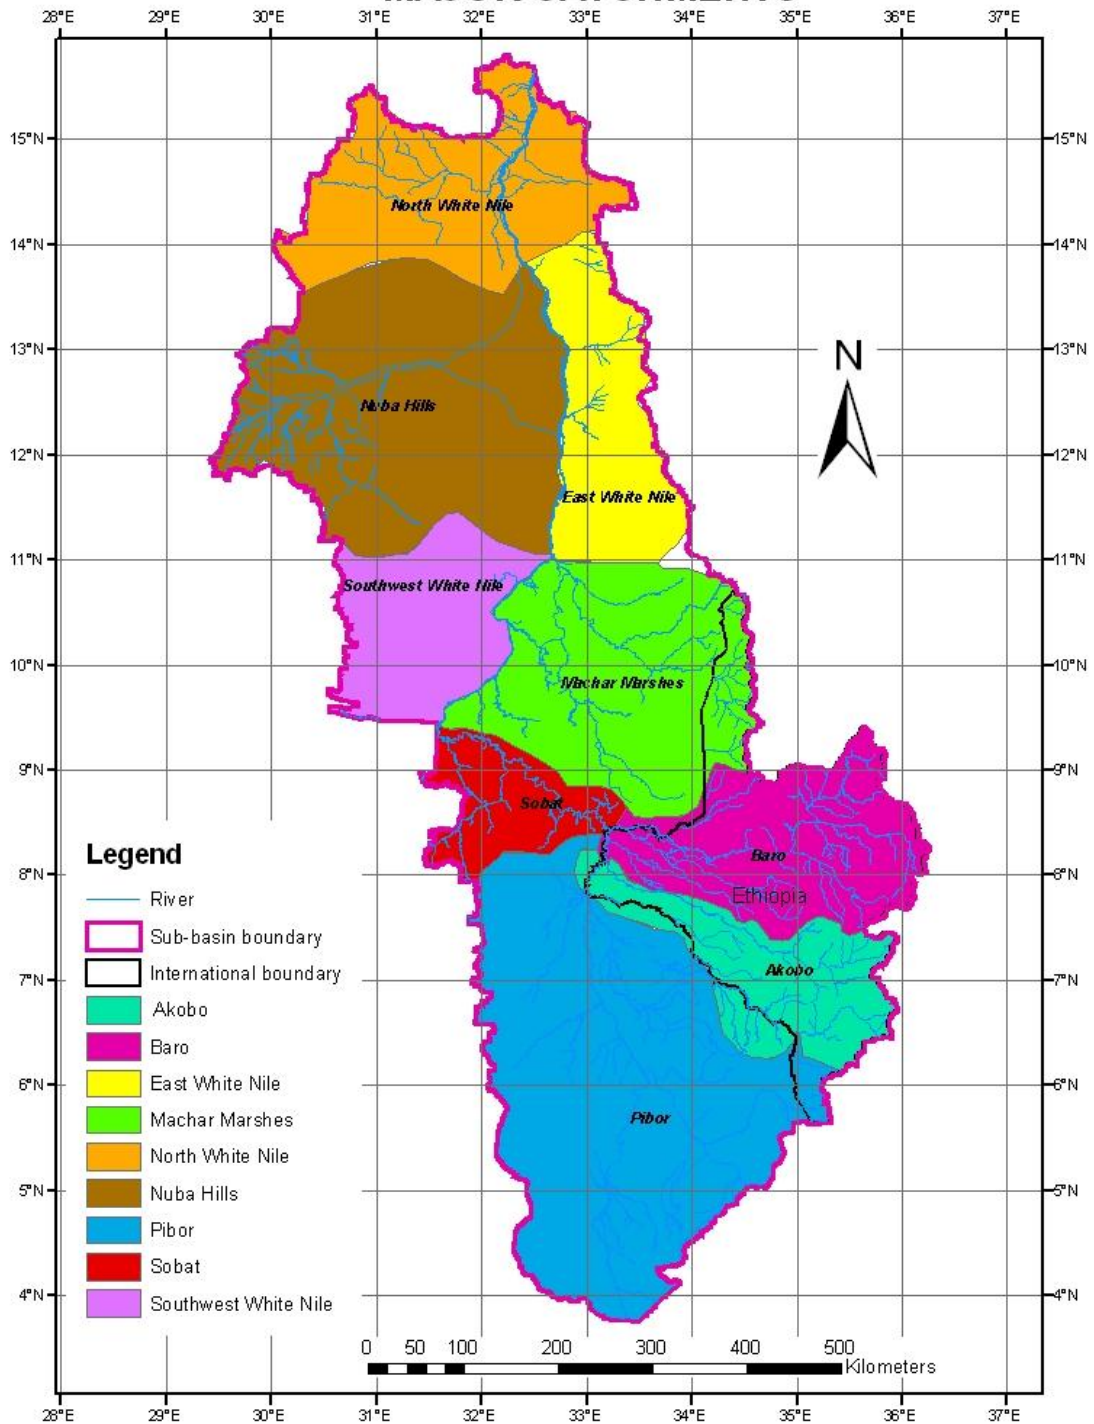 28°E 29°E 30°E 31°E 32°E 33°E 34°E 35°E 36°E 37°E
15°N 15°N
North White Nile
14°N 14°N
N
13°N 13°N
Nuba Hills
12°N 12°N
East White Nile
11°N 11°N
Southwest White Nile
10°N 10°N
Machar Marshes
9°N 9°N
Sobat
Baro
8°N 8°N
Ethiopia
Akobo
7°N 7°N
6°N 6°N
Pibor
5°N 5°N
4°N 4°N
Legend
River
Sub-basin boundary
International boundary
Akobo
Baro
East White Nile
Machar Marshes
North White Nile
Nuba Hills
Pibor
Sobat
Southwest White Nile
0 50 100 200 300 400 500
Kilometers
28°E 29°E 30°E 31°E 32°E 33°E 34°E 35°E 36°E 37°E